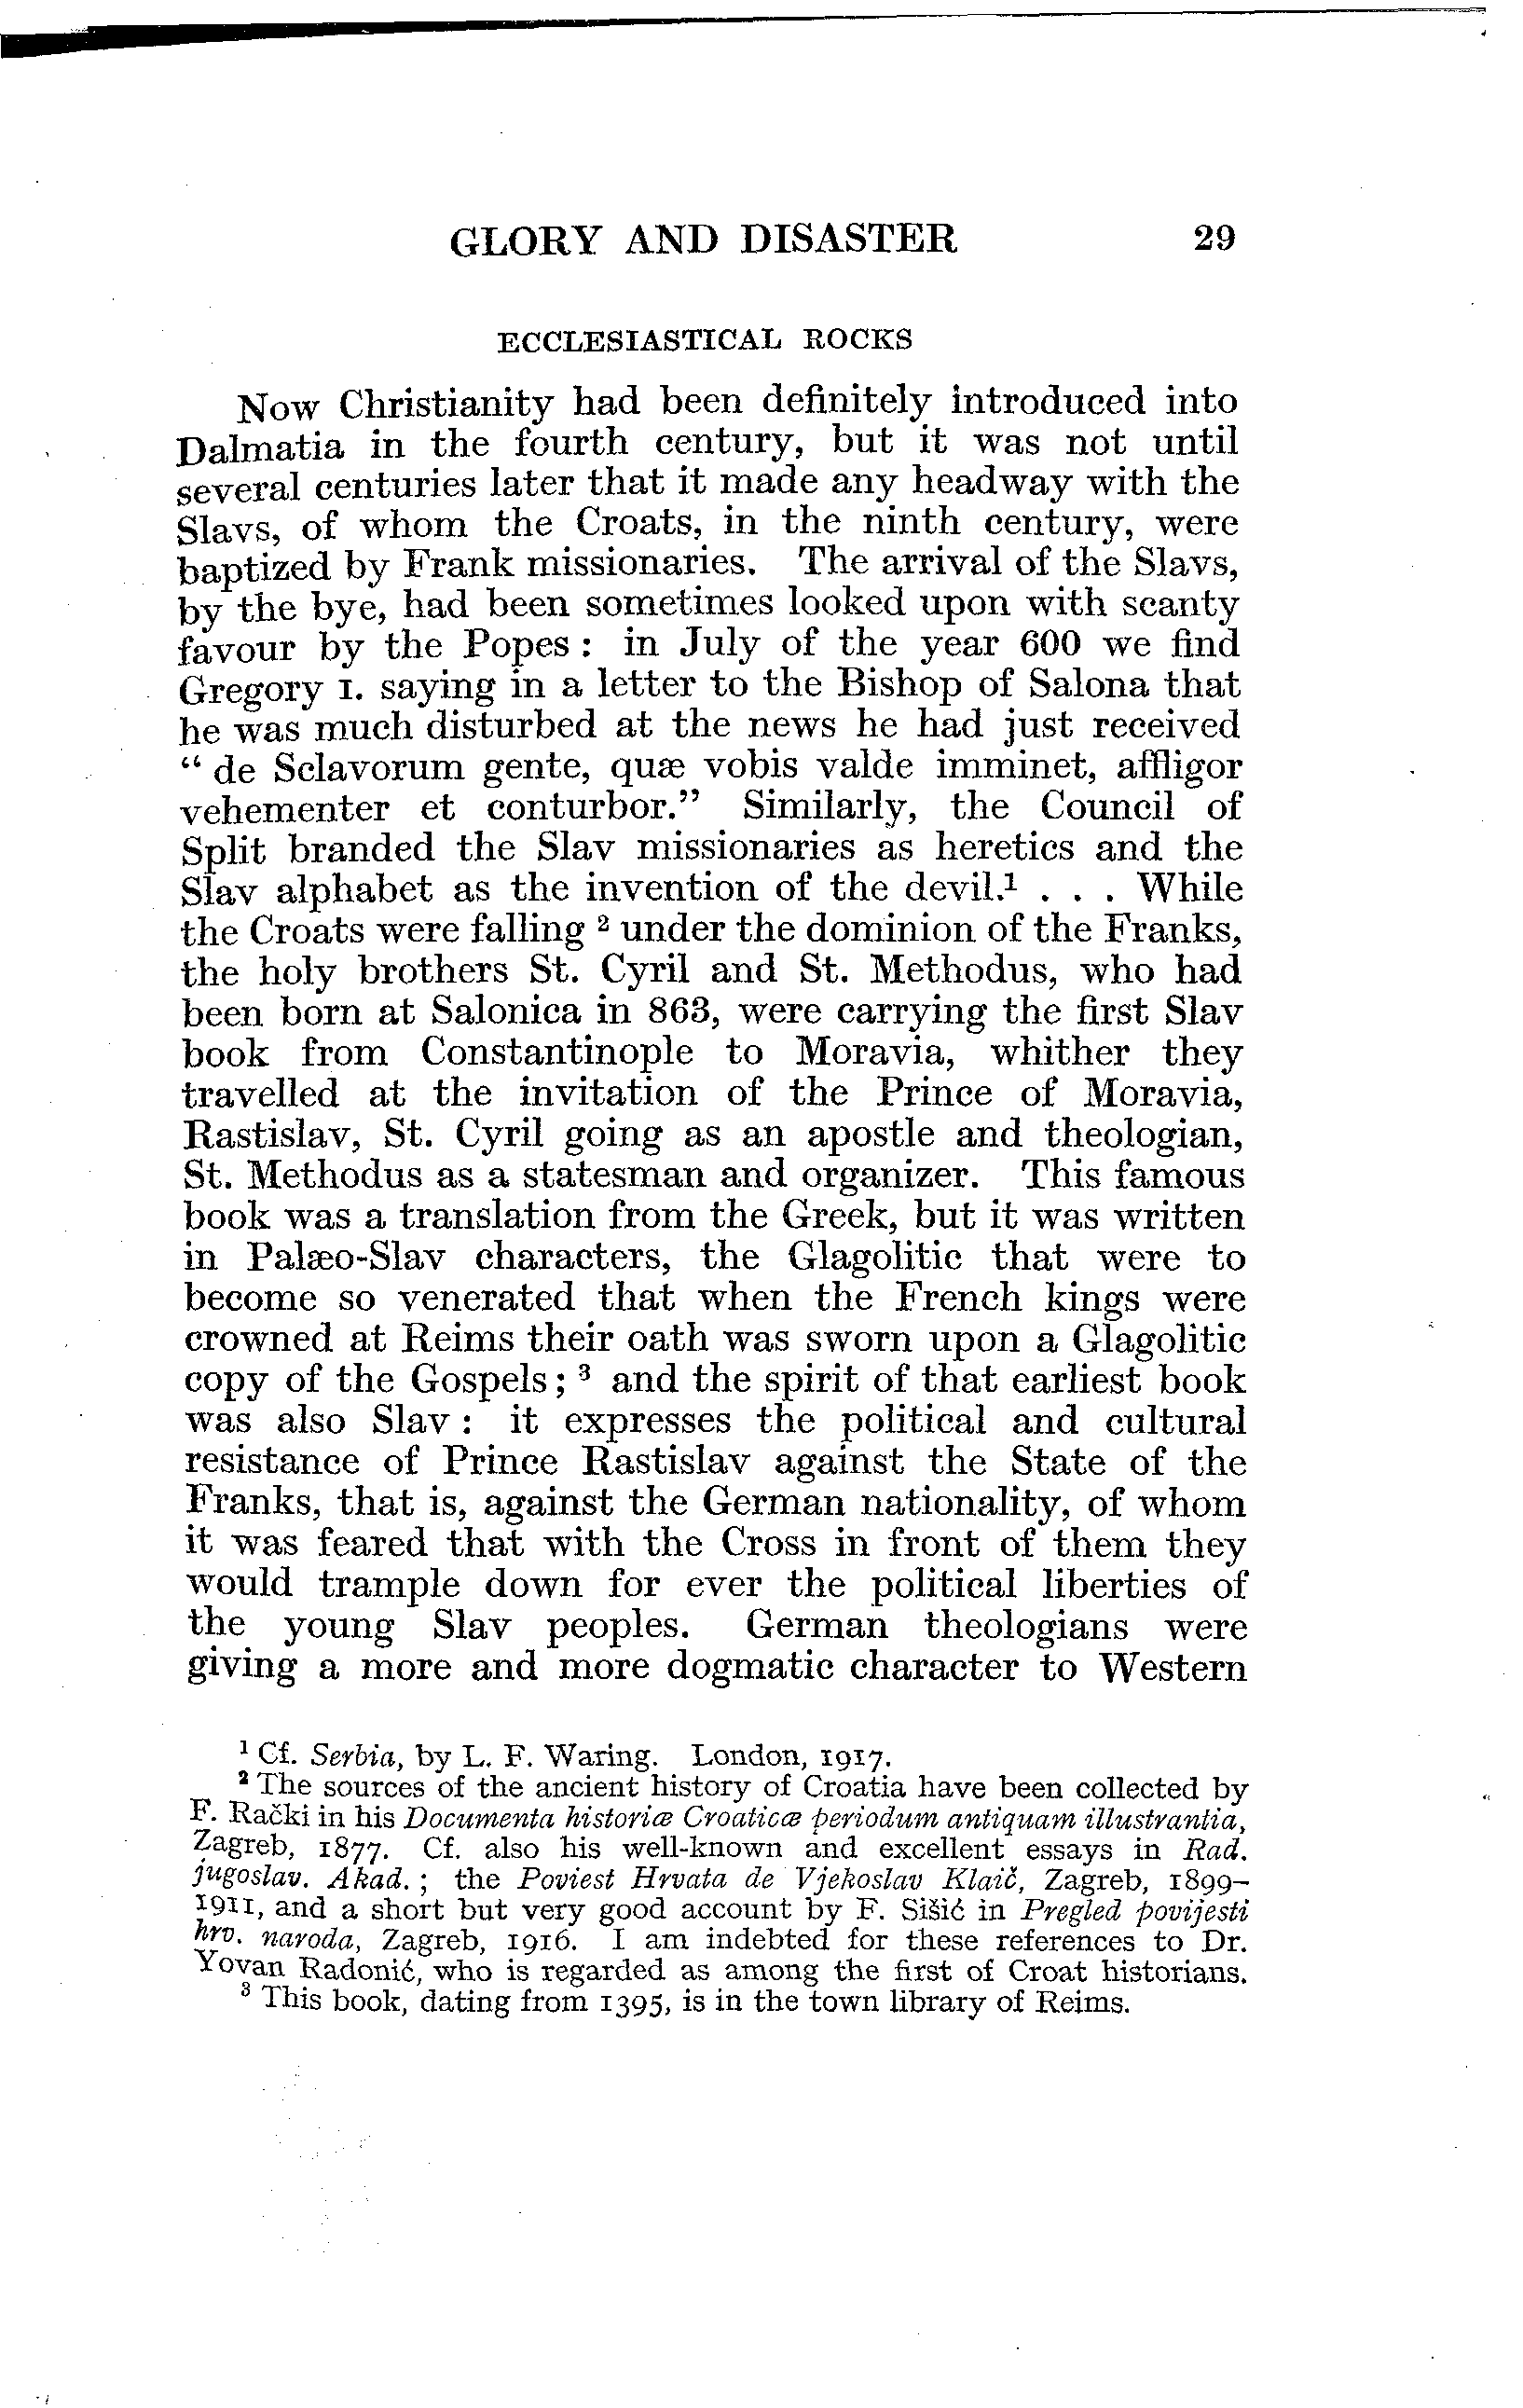 GLORY AND DISASTER 29
ECCLESIASTICAL ROCKS
Now Christianity had been definitely introduced into
Dalmatia in the fourth century, but it was not until
several centuries later that it made any headway with the
Slavs, of whom the Croats, in the ninth century, were
baptized by Frank missionaries. The arrival of the Slavs,
by the bye, had been sometimes looked upon with scanty
favour by the Popes : in July of the year 600 we find
Gregory I. saying in a letter to the Bishop of Salona that
he was much disturbed at the news he had just received
“ de Sclavorum gente, quæ vobis valde imminet, affligor
vehementer et conturbor.” Similarly, the Council of
Split branded the Slav missionaries as heretics and the
Slav alphabet as the invention of the devil.¹ . . . While
the Croats were falling ² under the dominion of the Franks,
the holy brothers St. Cyril and St. Methodus, who had
been born at Salonica in 863, were carrying the first Slav
book from Constantinople to Moravia, whither they
travelled at the invitation of the Prince of Moravia,
Rastislav, St. Cyril going as an apostle and theologian,
St. Methodus as a statesman and organizer. This famous
book was a translation from the Greek, but it was written
in Palæo-Slav characters, the Glagolitic that were to
become so venerated that when the French kings were
crowned at Reims their oath was sworn upon a Glagolitic
copy of the Gospels ; ³ and the spirit of that earliest book
was also Slav : it expresses the political and cultural
resistance of Prince Rastislav against the State of the
Franks, that is, against the German nationality, of whom
it was feared that with the Cross in front of them they
would trample down for ever the political liberties of
the young Slav peoples. German theologians were
giving a more and more dogmatic character to Western
¹ Cf. Serbia, by L. F. Waring. London, 1917.
² The sources of the ancient history of Croatia have been collected by
F. Rački in his Documenta historiæ Croaticæ periodum antiquam illustrantia,
Zagreb, 1877. Cf. also his well-known and excellent essays in Rad.
jugoslav. Akad. ; the Poviest Hrvata de Vjekoslav Klaič, Zagreb, 1899–
1911, and a short but very good account by F. Sišić in Pregled povijesti
hrv. naroda, Zagreb, 1916. I am indebted for these references to Dr.
Yovan Radonić, who is regarded as among the first of Croat historians.
³ This book, dating from 1395, is in the town library of Reims.